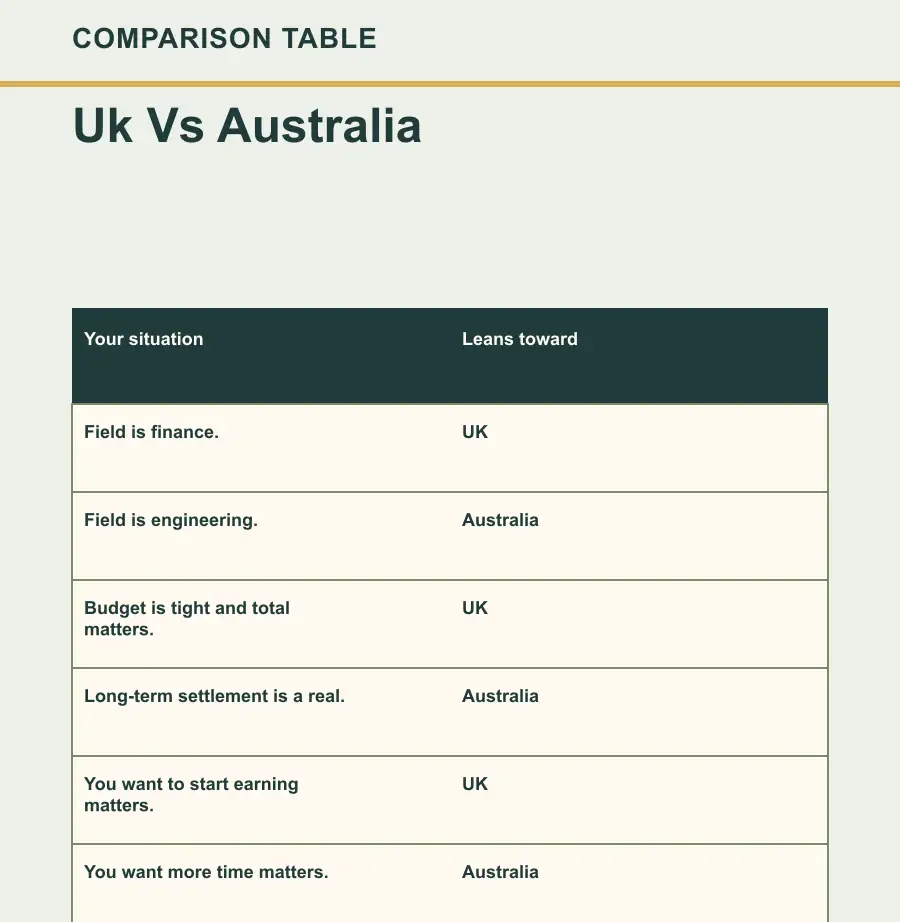 COMPARISON TABLE
Uk Vs Australia
Your situation
Leans toward
Field is finance.
UK
Field is engineering.
Australia
Budget is tight and total
matters.
UK
Long-term settlement is a real.
Australia
You want to start earning
matters.
UK
You want more time matters.
Australia